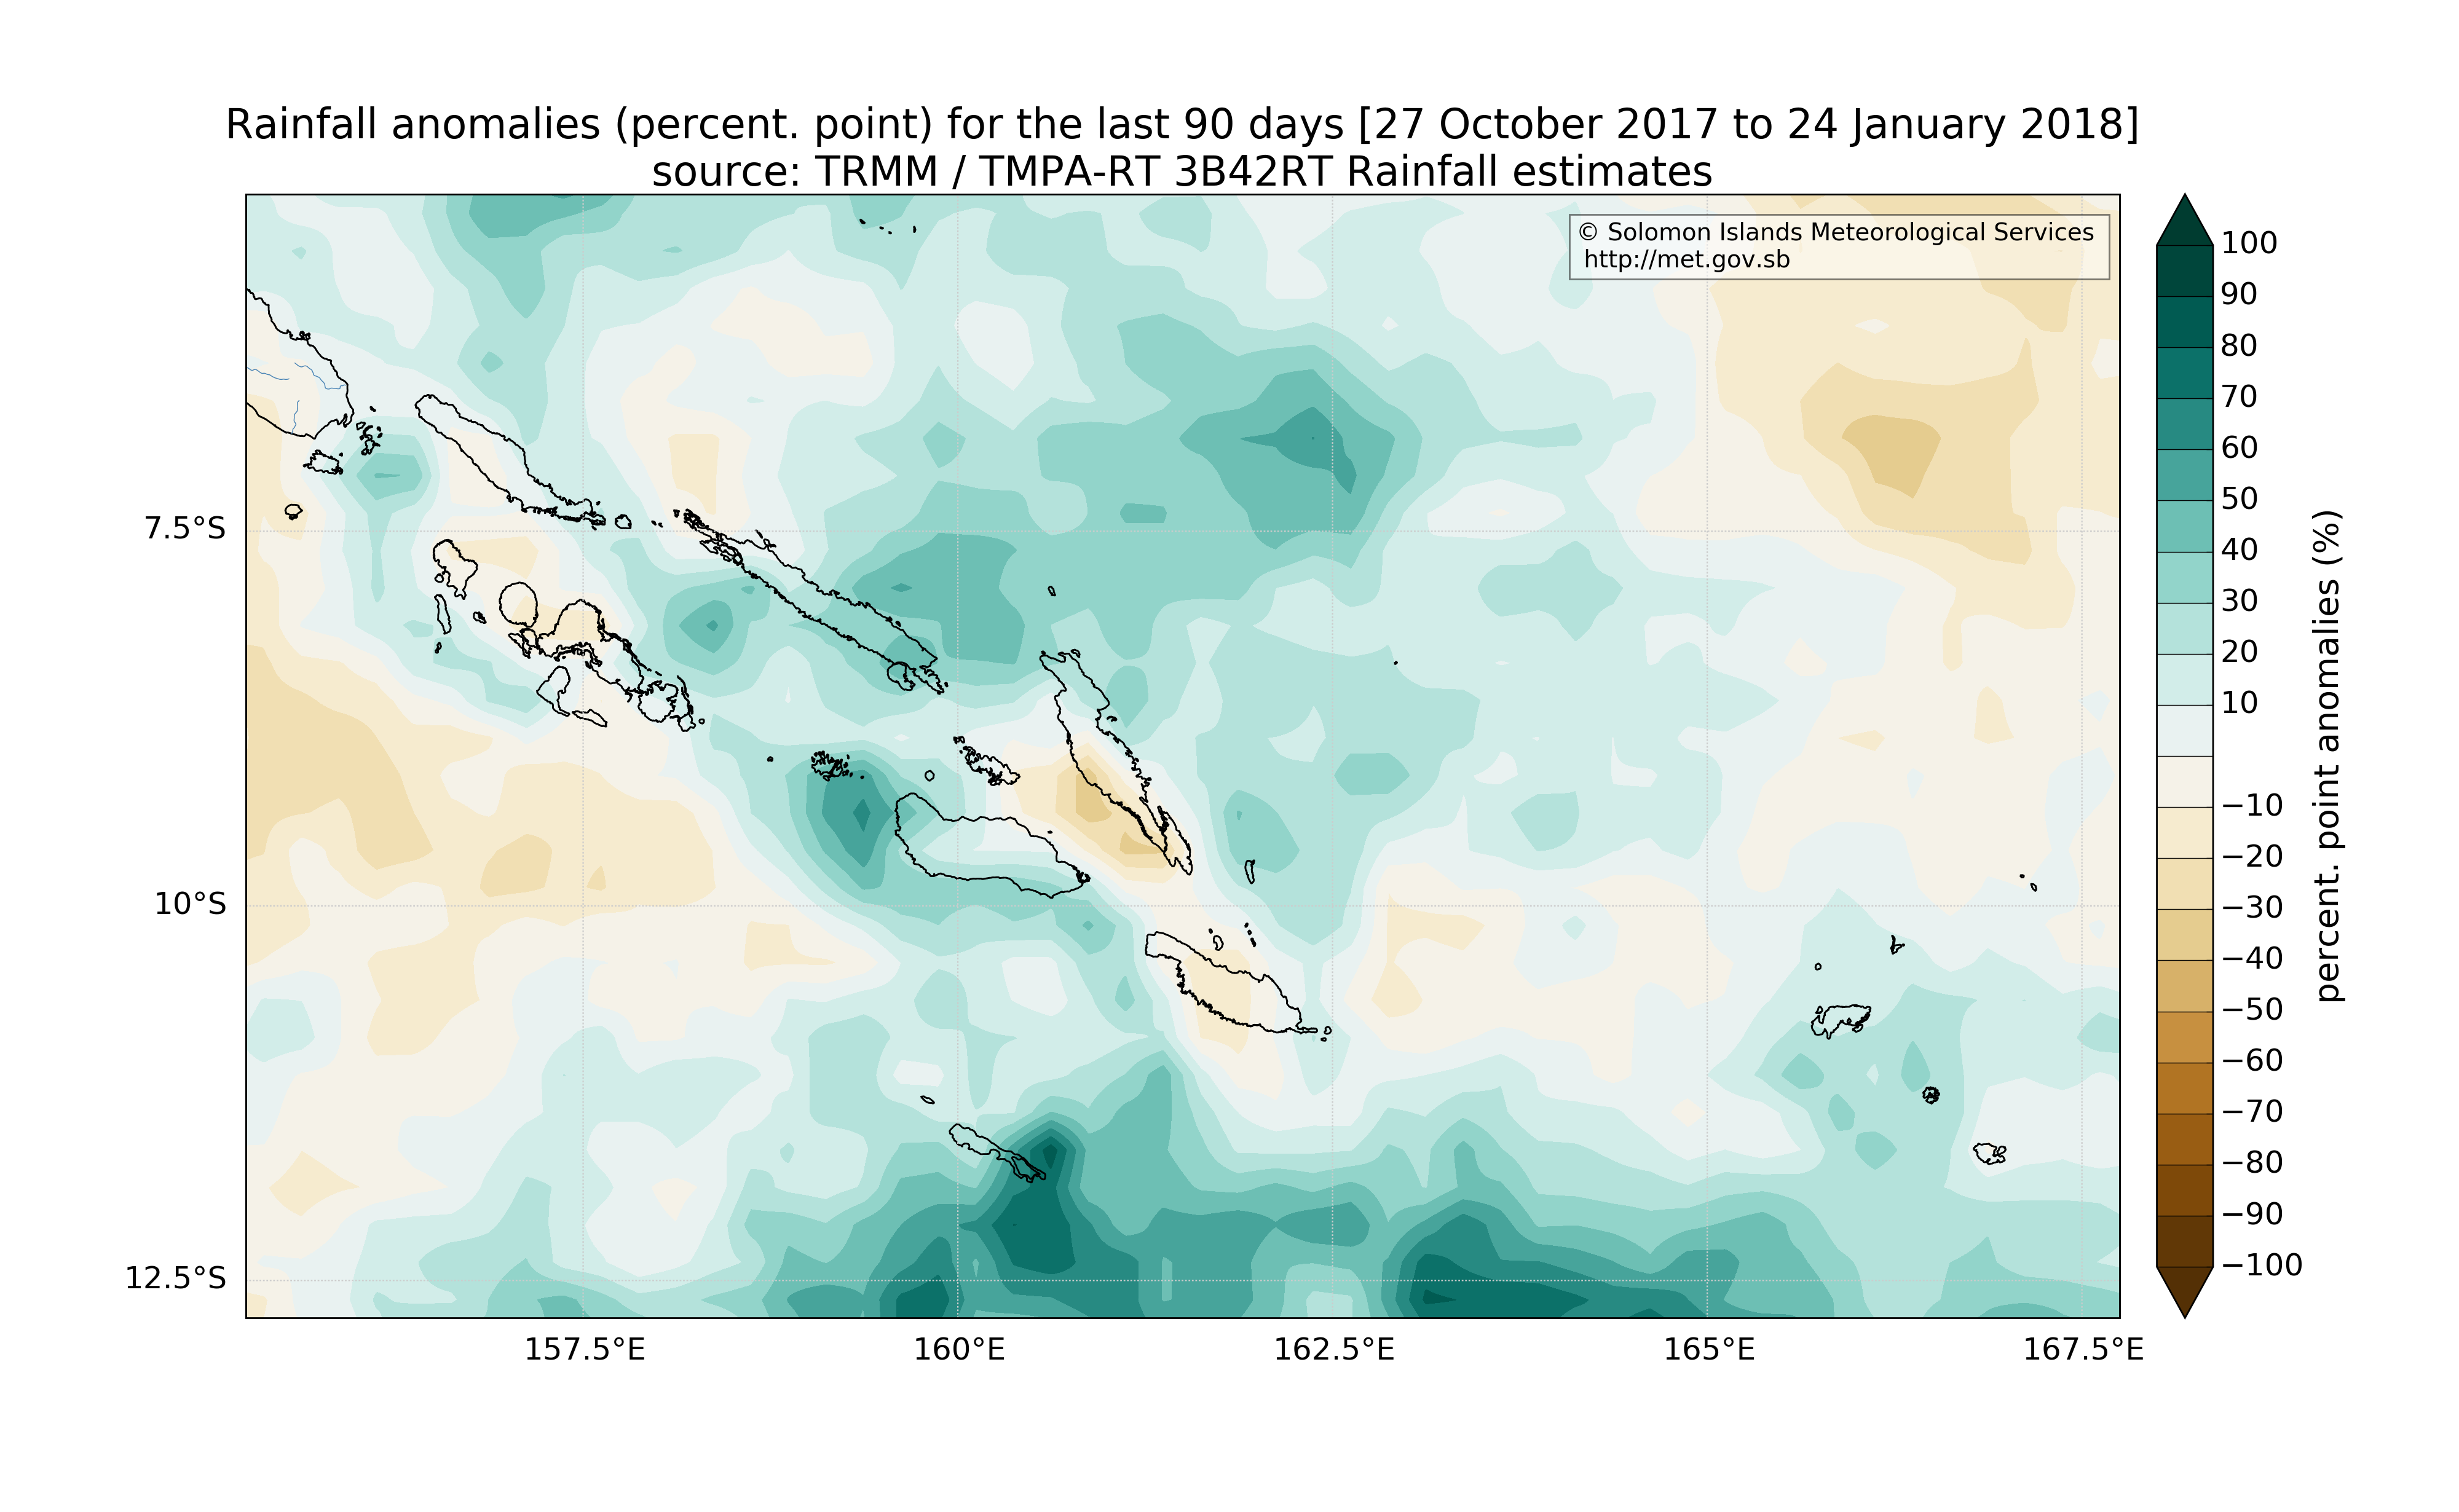 Rainfall anomalies (percent. point) for the last 90 days [27 October 2017 to 24 January 2018]
source: TRMM / TMPA-RT 3B42RT Rainfall estimates
© Solomon Islands Meteorological Services
http://met.gov.sb
7.5°S
10°S
12.5°S
157.5°E
160°E
162.5°E
165°E
167.5°E
100
90
80
70
60
50
40
30
20
10
−10
−20
−30
−40
−50
−60
−70
−80
−90
−100
percent. point anomalies (%)